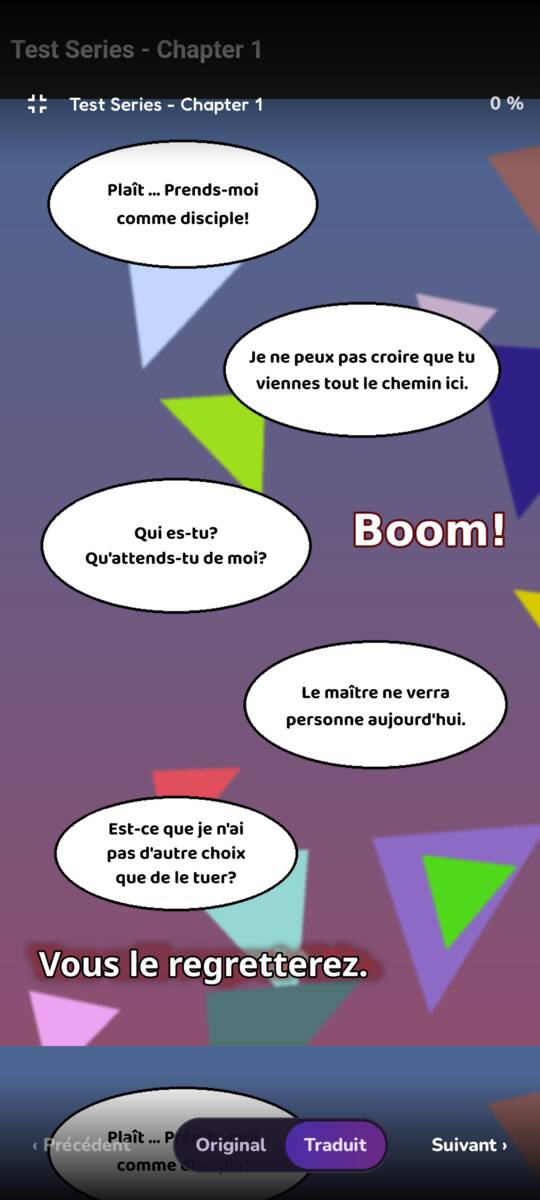 Test Series - Chapter 1
Test Series - Chapter 1
0 %
Plaît ... Prends-moi
comme disciple!
Je ne peux pas croire que tu
viennes tout le chemin ici.
Qui es-tu?
Qu'attends-tu de moi?
Boom!
Le maître ne verra
personne aujourd'hui.
Est-ce que je n'ai
pas d'autre choix
que de le tuer?
Vous le regretterez.
Plaît ...
comme disciple!
‹ Précédent
Original
Traduit
Suivant ›